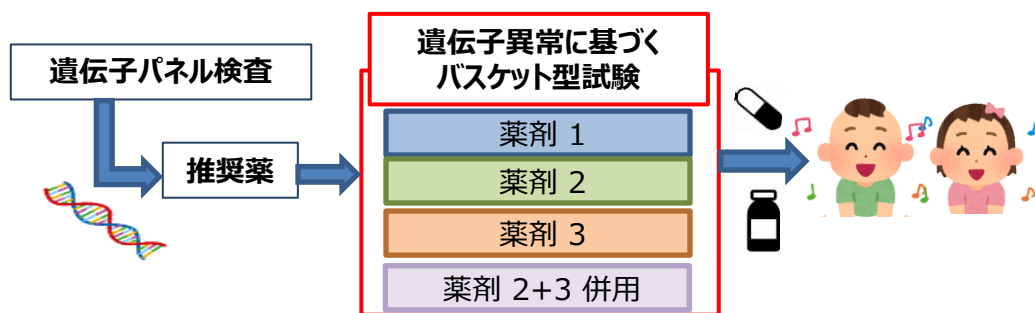 遺伝子パネル検査
推奨薬
遺伝子異常に基づく
バスケット型試験
薬剤 1
薬剤 2
薬剤 3
薬剤 2+3 併用